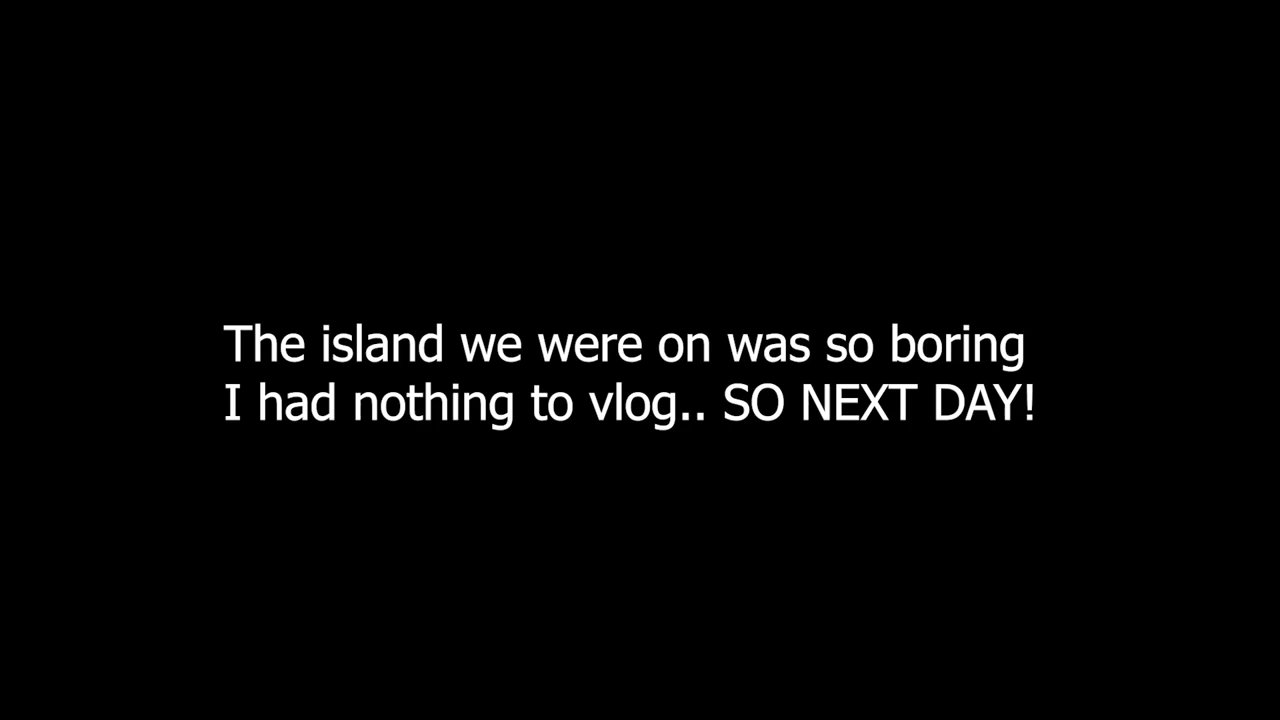 The island we were on was so boring
I had nothing to vlog.. SO NEXT DAY!